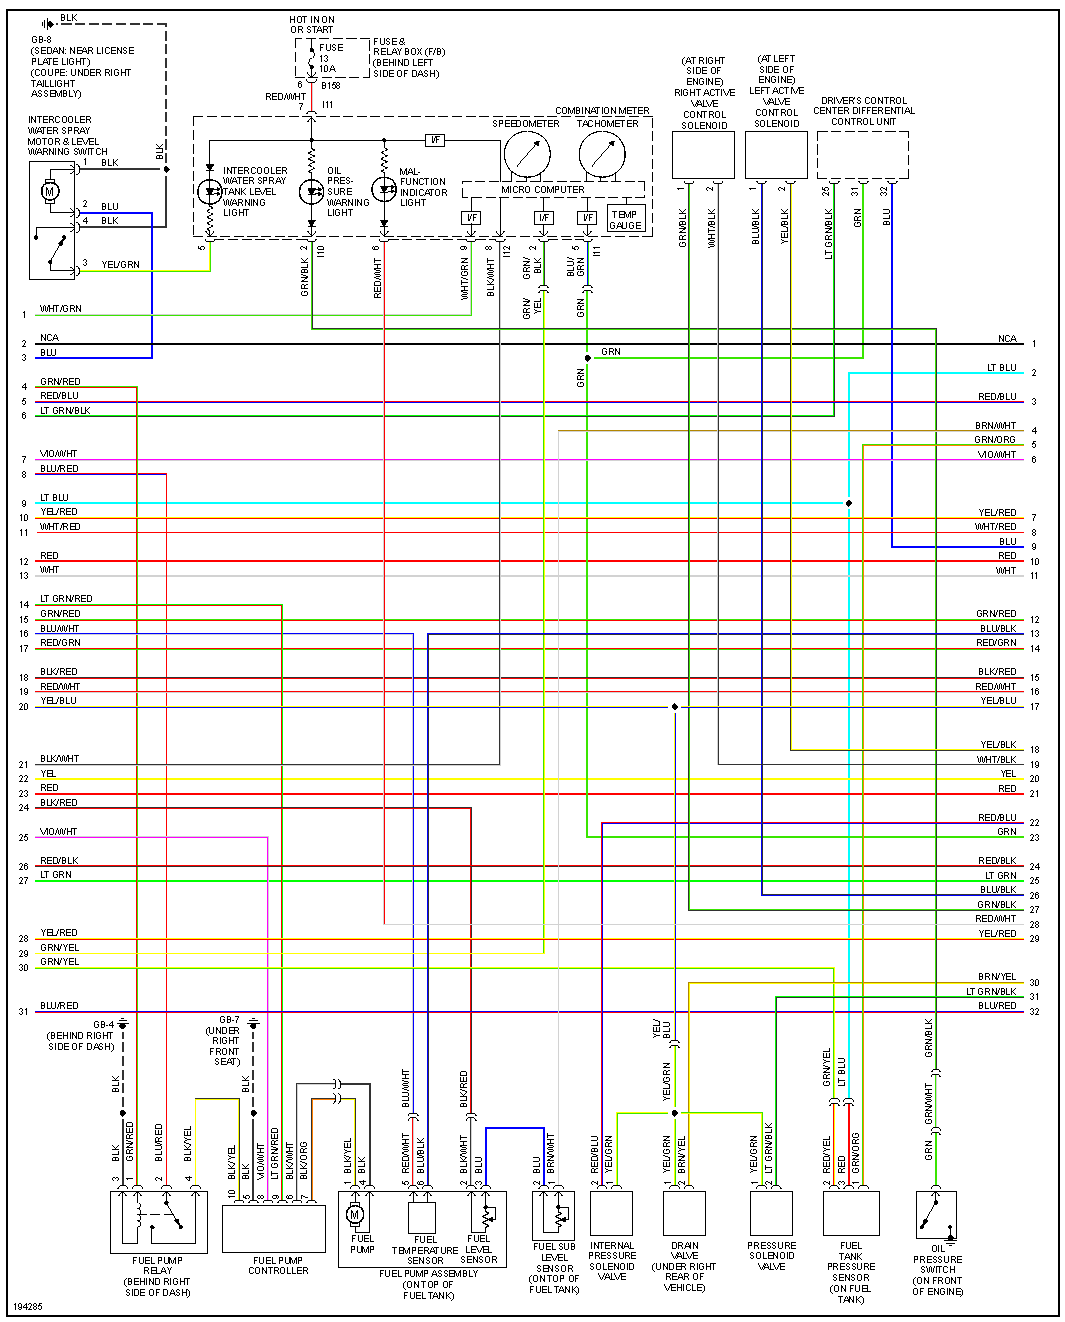 BLK
GB-8
(SEDAN: NEAR LICENSE
PLATE LIGHT)
(COUPE: UNDER RIGHT
TAILLIGHT
ASSEMBLY)
INTERCOOLER
WATER SPRAY
MOTOR & LEVEL
WARNING SWITCH
M
1 BLK
BLK
2 BLU
4 BLK
3 YEL/GRN
HOT IN ON
OR START
FUSE
13
10A
FUSE &
RELAY BOX (F/B)
(BEHIND LEFT
SIDE OF DASH)
6 B158
RED/WHT
7 I11
COMBINATION METER
SPEEDOMETER
TACHOMETER
I/F
INTERCOOLER
WATER SPRAY
TANK LEVEL
WARNING
LIGHT
OIL
PRES-
SURE
WARNING
LIGHT
MAL-
FUNCTION
INDICATOR
LIGHT
MICRO COMPUTER
I/F
I/F
I/F
TEMP
GAUGE
5
2 I10
6
9
8 I12
2
5 I11
GRN/BLK
RED/WHT
WHT/GRN
BLK/WHT
GRN/
BLK
BLU/
GRN
GRN/
YEL
GRN
GRN
GRN
(AT RIGHT
SIDE OF
ENGINE)
RIGHT ACTIVE
VALVE
CONTROL
SOLENOID
(AT LEFT
SIDE OF
ENGINE)
LEFT ACTIVE
VALVE
CONTROL
SOLENOID
DRIVER'S CONTROL
CENTER DIFFERENTIAL
CONTROL UNIT
1 GRN/BLK
2 WHT/BLK
1 BLU/BLK
2 YEL/BLK
25 LT GRN/BLK
31 GRN
32 BLU
1 WHT/GRN
2 NCA
3 BLU
4 GRN/RED
5 RED/BLU
6 LT GRN/BLK
7 VIO/WHT
8 BLU/RED
9 LT BLU
10 YEL/RED
11 WHT/RED
12 RED
13 WHT
14 LT GRN/RED
15 GRN/RED
16 BLU/WHT
17 RED/GRN
18 BLK/RED
19 RED/WHT
20 YEL/BLU
21 BLK/WHT
22 YEL
23 RED
24 BLK/RED
25 VIO/WHT
26 RED/BLK
27 LT GRN
28 YEL/RED
29 GRN/YEL
30 GRN/YEL
31 BLU/RED
NCA 1
LT BLU 2
RED/BLU 3
BRN/WHT 4
GRN/ORG 5
VIO/WHT 6
YEL/RED 7
WHT/RED 8
BLU 9
RED 10
WHT 11
GRN/RED 12
BLU/BLK 13
RED/GRN 14
BLK/RED 15
RED/WHT 16
YEL/BLU 17
YEL/BLK 18
WHT/BLK 19
YEL 20
RED 21
RED/BLU 22
GRN 23
RED/BLK 24
LT GRN 25
BLU/BLK 26
GRN/BLK 27
RED/WHT 28
YEL/RED 29
BRN/YEL 30
LT GRN/BLK 31
BLU/RED 32
GB-4
(BEHIND RIGHT
SIDE OF DASH)
BLK
3 BLK
1 GRN/RED
2 BLU/RED
4 BLK/YEL
FUEL PUMP
RELAY
(BEHIND RIGHT
SIDE OF DASH)
GB-7
(UNDER
RIGHT
FRONT
SEAT)
BLK
10 BLK/YEL
5 BLK
8 VIO/WHT
9 LT GRN/RED
6 BLK/WHT
7 BLK/ORG
FUEL PUMP
CONTROLLER
1 BLK/YEL
4 BLK
M
FUEL
PUMP
BLU/WHT
5 RED/WHT
6 BLU/BLK
FUEL
TEMPERATURE
SENSOR
BLK/RED
2 BLK/WHT
3 BLU
FUEL
LEVEL
SENSOR
FUEL PUMP ASSEMBLY
(ON TOP OF
FUEL TANK)
2 BLU
1 BRN/WHT
FUEL SUB
LEVEL
SENSOR
(ON TOP OF
FUEL TANK)
2 RED/BLU
1 YEL/GRN
INTERNAL
PRESSURE
SOLENOID
VALVE
YEL/
BLU
YEL/GRN
1 YEL/GRN
2 BRN/YEL
DRAIN
VALVE
(UNDER RIGHT
REAR OF
VEHICLE)
1 YEL/GRN
2 LT GRN/BLK
PRESSURE
SOLENOID
VALVE
GRN/YEL
LT BLU
2 RED/YEL
3 RED
1 GRN/ORG
FUEL
TANK
PRESSURE
SENSOR
(ON FUEL
TANK)
GRN/BLK
GRN/WHT
GRN
OIL
PRESSURE
SWITCH
(ON FRONT
OF ENGINE)
194285